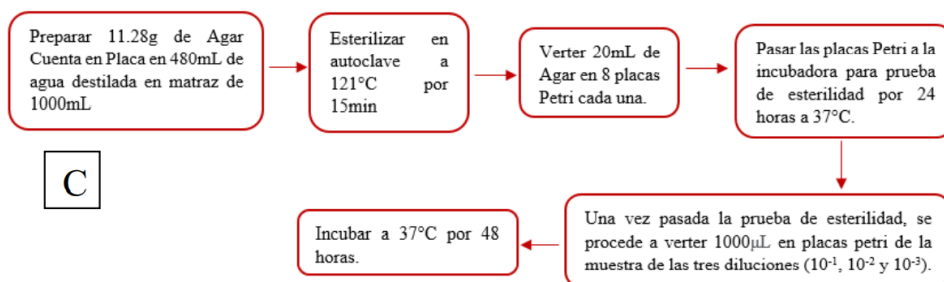 Preparar 11.28g de Agar
Cuenta en Placa en 480mL de
agua destilada en matraz de
1000mL
Esterilizar en
autoclave a
121°C por
15min
Verter 20mL de
Agar en 8 placas
Petri cada una.
Pasar las placas Petri a la
incubadora para prueba
de esterilidad por 24
horas a 37°C.
Una vez pasada la prueba de esterilidad, se
procede a verter 1000μL en placas petri de la
muestra de las tres diluciones (10⁻¹, 10⁻² y 10⁻³).
Incubar a 37°C por 48
horas.
C